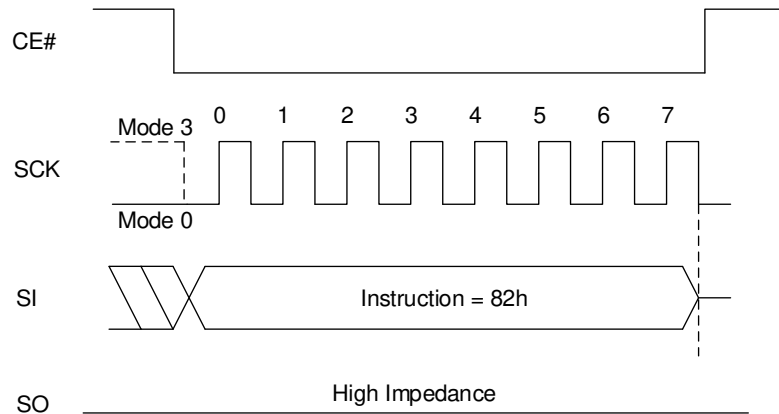 CE#
0 1 2 3 4 5 6 7
Mode 3
SCK
Mode 0
SI
Instruction = 82h
High Impedance
SO